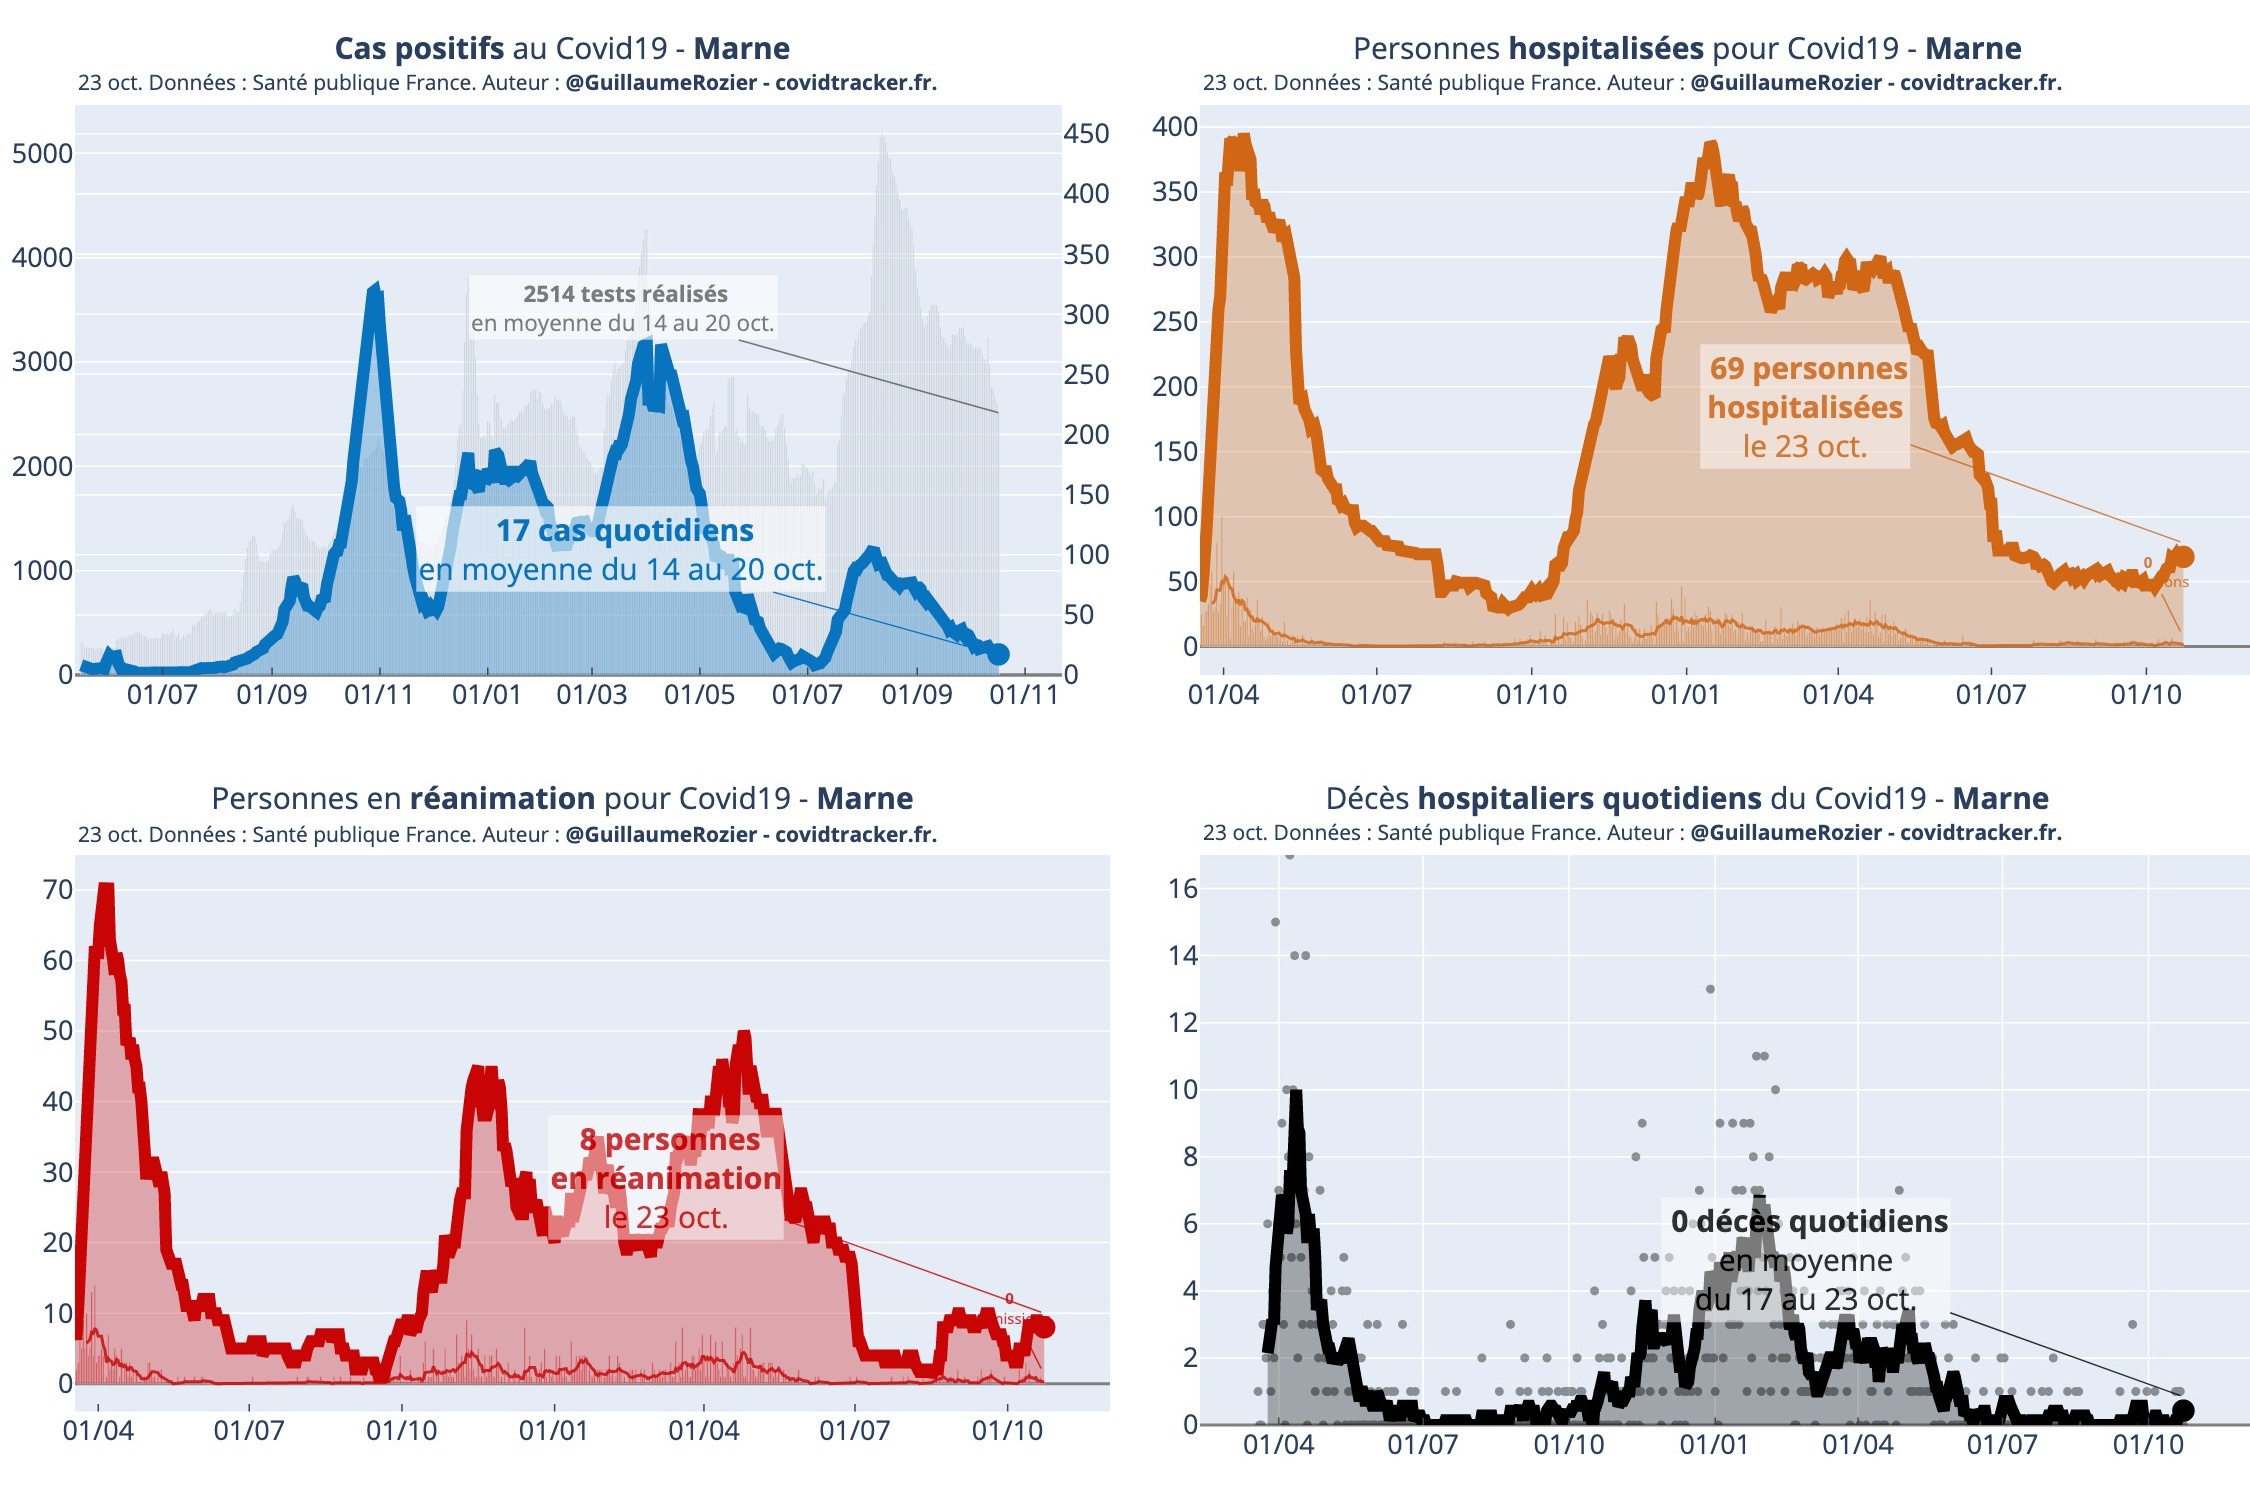 Cas positifs au Covid19 - Marne
23 oct. Données : Santé publique France. Auteur : @GuillaumeRozier - covidtracker.fr.
5000
4000
3000
2000
1000
0
450
400
350
300
250
200
150
100
50
0
2514 tests réalisés
en moyenne du 14 au 20 oct.
17 cas quotidiens
en moyenne du 14 au 20 oct.
01/07 01/09 01/11 01/01 01/03 01/05 01/07 01/09 01/11
Personnes hospitalisées pour Covid19 - Marne
23 oct. Données : Santé publique France. Auteur : @GuillaumeRozier - covidtracker.fr.
400
350
300
250
200
150
100
50
0
69 personnes
hospitalisées
le 23 oct.
0
ons
01/04 01/07 01/10 01/01 01/04 01/07 01/10
Personnes en réanimation pour Covid19 - Marne
23 oct. Données : Santé publique France. Auteur : @GuillaumeRozier - covidtracker.fr.
70
60
50
40
30
20
10
0
8 personnes
en réanimation
le 23 oct.
0
01/04 01/07 01/10 01/01 01/04 01/07 01/10
Décès hospitaliers quotidiens du Covid19 - Marne
23 oct. Données : Santé publique France. Auteur : @GuillaumeRozier - covidtracker.fr.
16
14
12
10
8
6
4
2
0
0 décès quotidiens
en moyenne
du 17 au 23 oct.
01/04 01/07 01/10 01/01 01/04 01/07 01/10